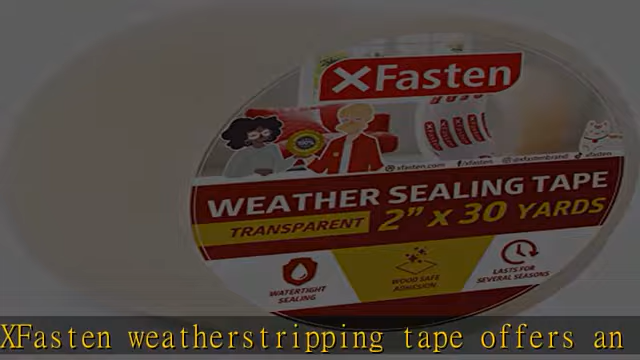 XFasten
xfasten.com xfasten @xfastenbrand xfasten
WEATHER SEALING TAPE
TRANSPARENT 2" x 30 YARDS
WATERTIGHT
SEALING
WOOD SAFE
ADHESION
LASTS FOR
SEVERAL SEASONS
XFasten weatherstripping tape offers an